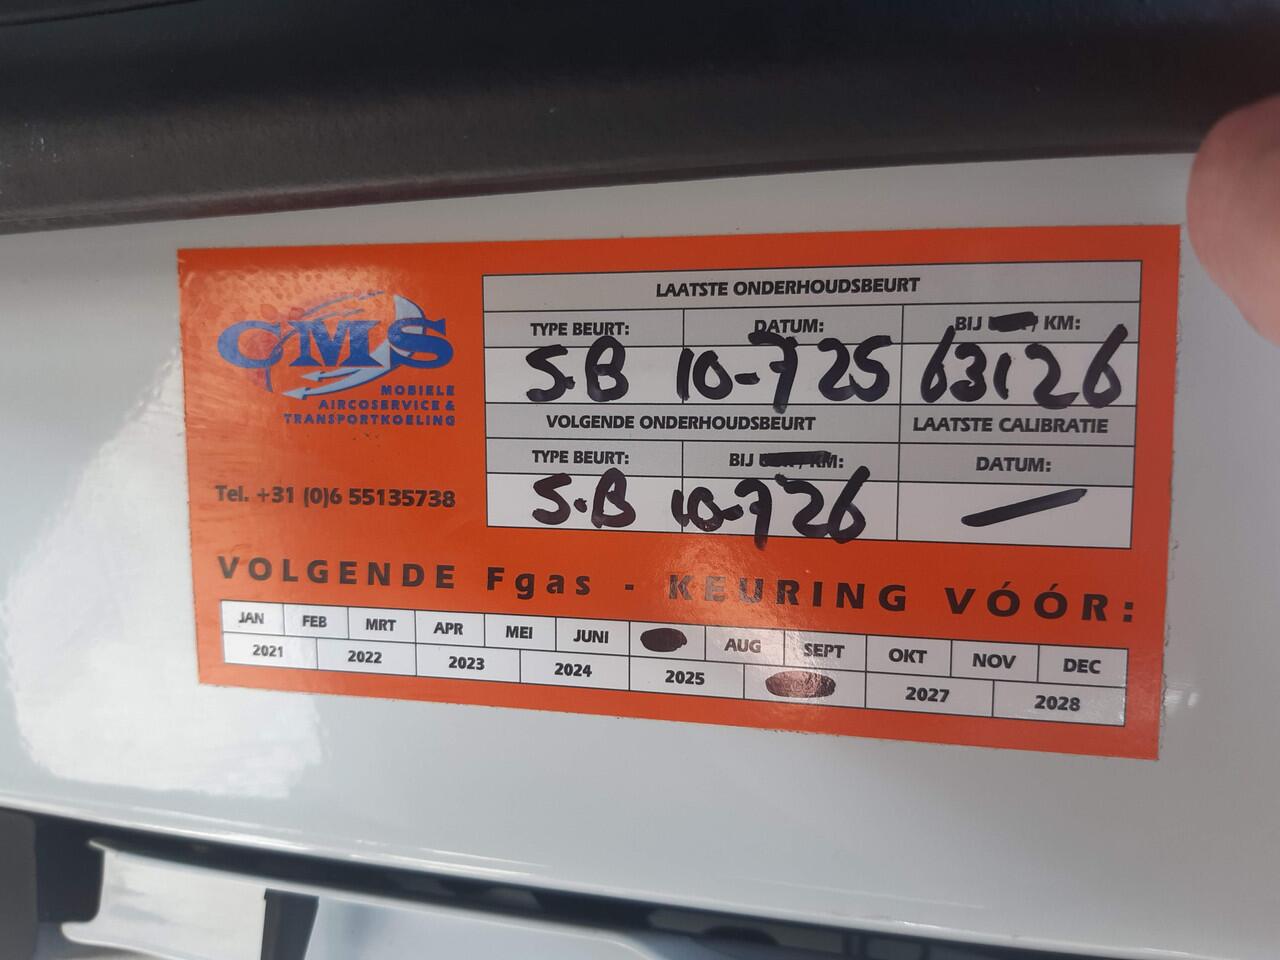 CMS
MOBIELE
AIRCOSERVICE &
TRANSPORTKOELING
Tel. +31 (0)6 55135738
LAATSTE ONDERHOUDSBEURT
TYPE BEURT: DATUM: BIJ / KM:
S.B 10-7 25 63126
VOLGENDE ONDERHOUDSBEURT LAATSTE CALIBRATIE
TYPE BEURT: BIJ / KM: DATUM:
S.B 10-7 26 —
VOLGENDE Fgas - KEURING VÓÓR:
JAN FEB MRT APR MEI JUNI AUG SEPT OKT NOV DEC
2021 2022 2023 2024 2025 2027 2028